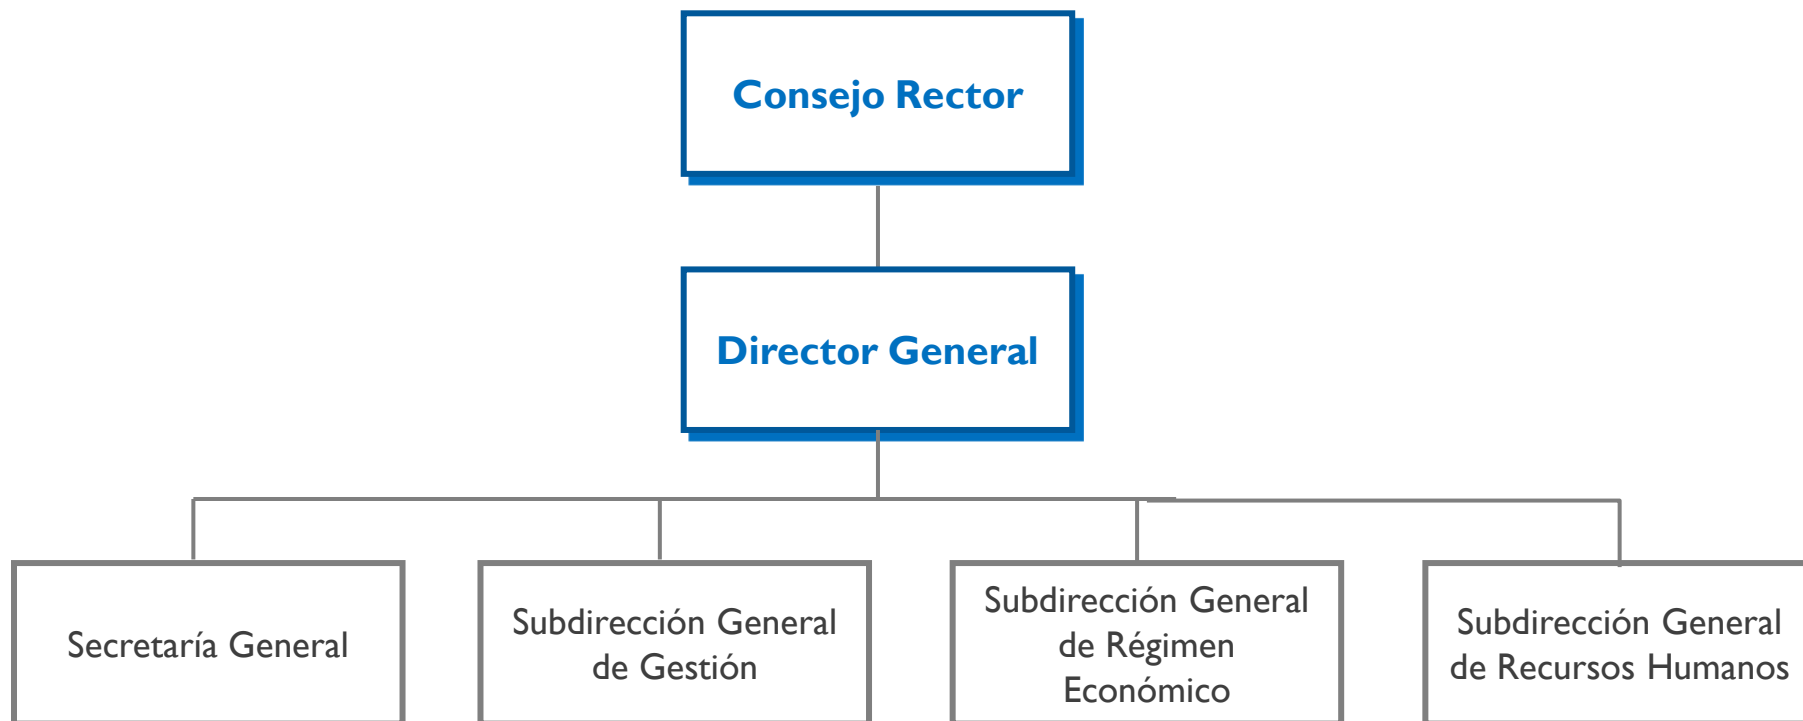 Consejo Rector
Director General
Secretaría General
Subdirección General
de Gestión
Subdirección General
de Régimen
Económico
Subdirección General
de Recursos Humanos